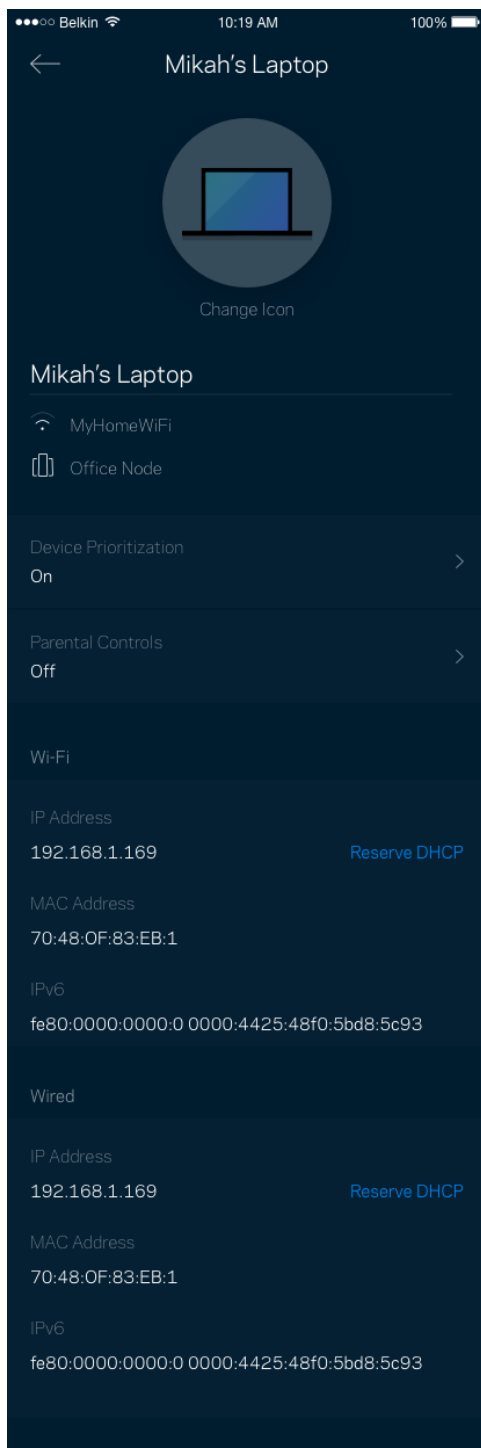 Belkin 10:19 AM 100%
Mikah's Laptop
Change Icon
Mikah's Laptop
MyHomeWiFi
Office Node
Device Prioritization
On
Parental Controls
Off
Wi-Fi
IP Address
192.168.1.169 Reserve DHCP
MAC Address
70:48:0F:83:EB:1
IPv6
fe80:0000:0000:0 0000:4425:48f0:5bd8:5c93
Wired
IP Address
192.168.1.169 Reserve DHCP
MAC Address
70:48:0F:83:EB:1
IPv6
fe80:0000:0000:0 0000:4425:48f0:5bd8:5c93